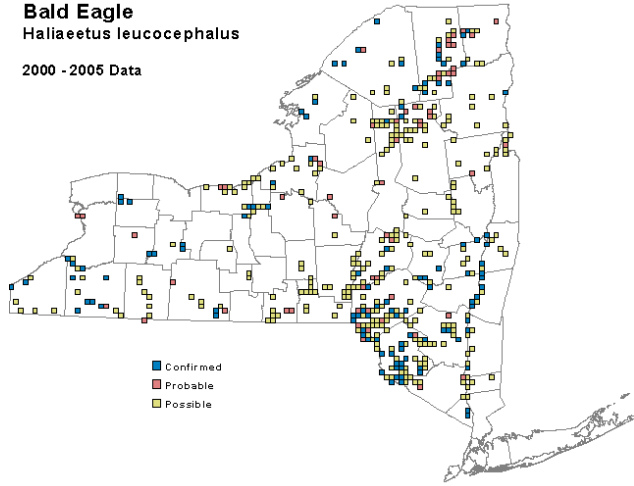 Bald Eagle
Haliaeetus leucocephalus
2000 - 2005 Data
Confirmed
Probable
Possible